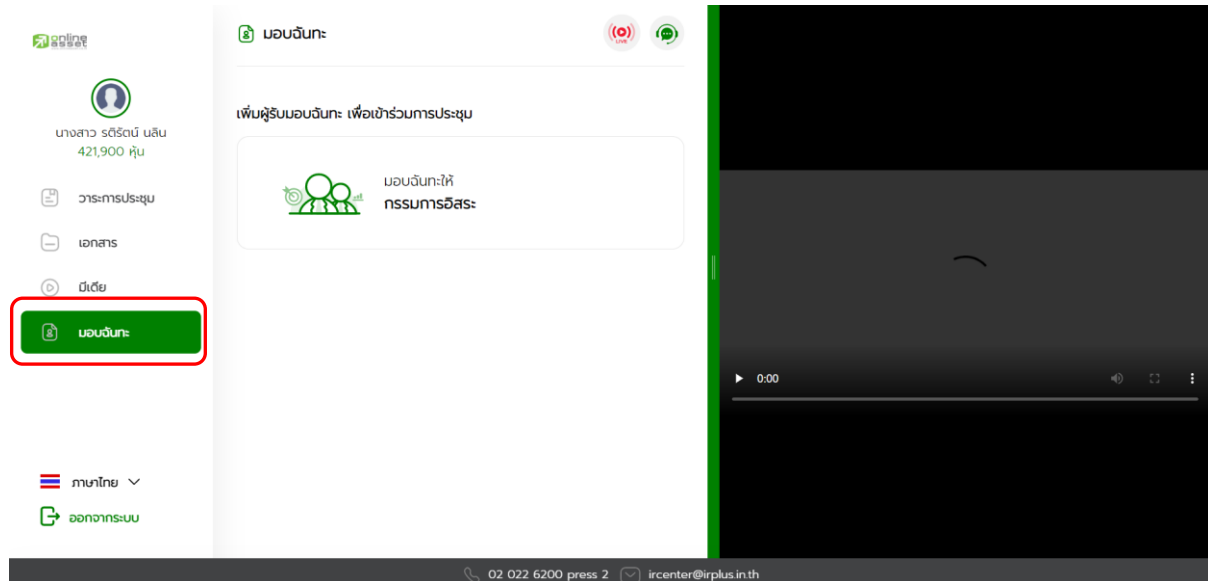 online
asset
นางสาว รติรัตน์ นลิน
421,900 หุ้น
วาระการประชุม
เอกสาร
มีเดีย
มอบฉันทะ
ภาษาไทย
ออกจากระบบ
มอบฉันทะ
LIVE
เพิ่มผู้รับมอบฉันทะ เพื่อเข้าร่วมการประชุม
มอบฉันทะให้
กรรมการอิสระ
0:00
02 022 6200 press 2 ircenter@irplus.in.th